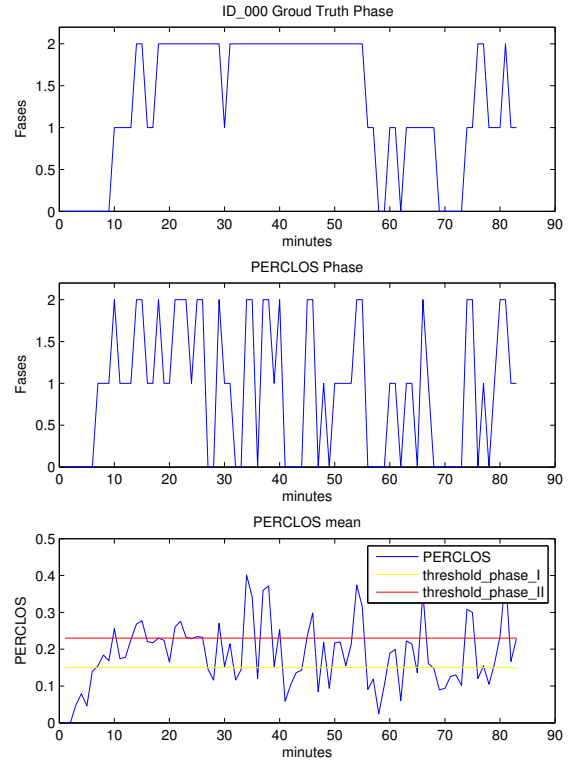 ID_000 Groud Truth Phase
2
1.5
1
0.5
0
Fases
0 10 20 30 40 50 60 70 80 90
minutes
PERCLOS Phase
2
1.5
1
0.5
0
Fases
0 10 20 30 40 50 60 70 80 90
minutes
PERCLOS mean
0.5
0.4
0.3
0.2
0.1
0
PERCLOS
PERCLOS
threshold_phase_I
threshold_phase_II
0 10 20 30 40 50 60 70 80 90
minutes